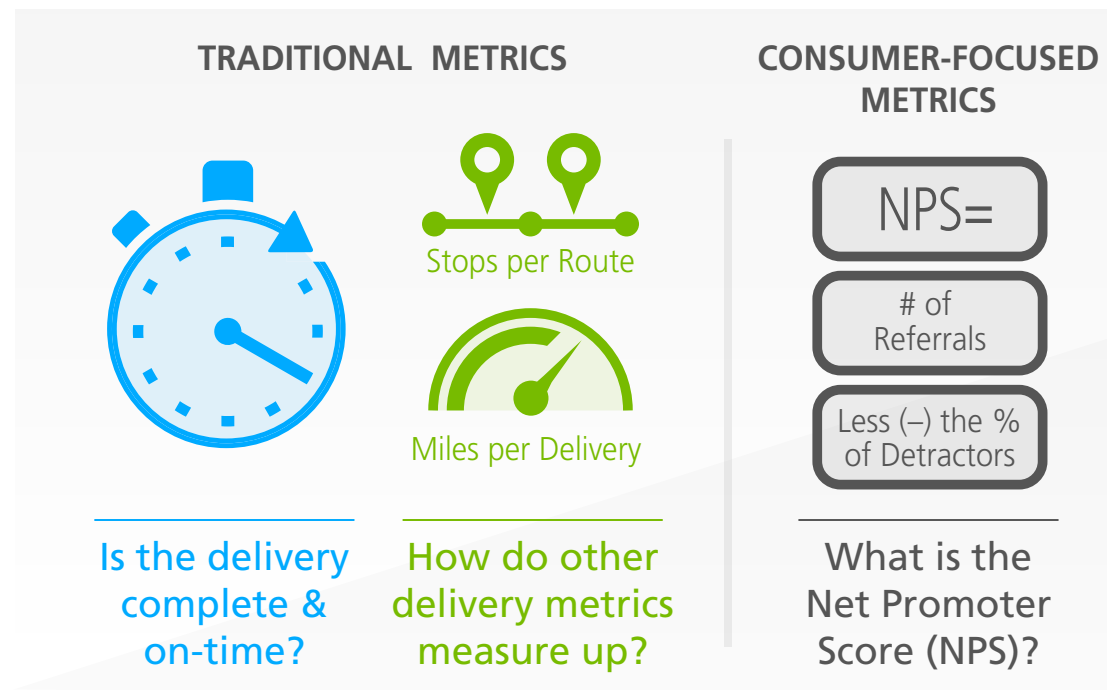 TRADITIONAL METRICS
Stops per Route
Miles per Delivery
Is the delivery
complete &
on-time?
How do other
delivery metrics
measure up?
CONSUMER-FOCUSED
METRICS
NPS=
# of
Referrals
Less (–) the %
of Detractors
What is the
Net Promoter
Score (NPS)?